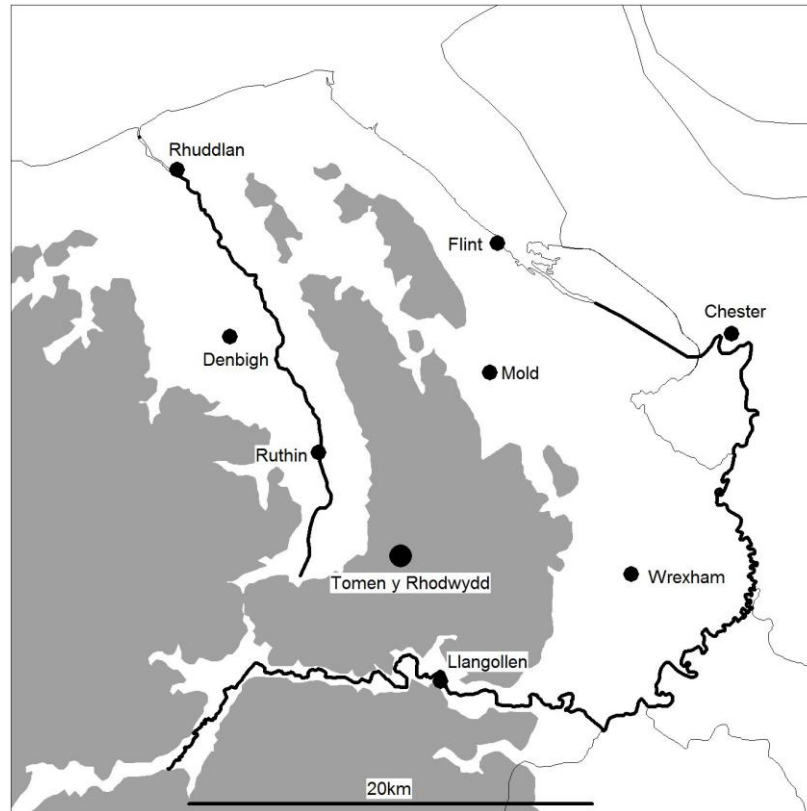 Rhuddlan
Flint
Chester
Denbigh
Mold
Ruthin
Tomen y Rhodwydd
Wrexham
Llangollen
20km